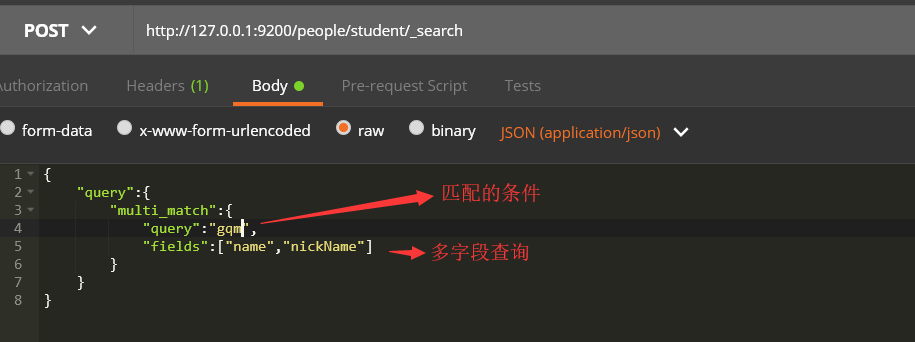 POST http://127.0.0.1:9200/people/student/_search
Authorization Headers (1) Body Pre-request Script Tests
form-data x-www-form-urlencoded raw binary JSON (application/json)
1 {
2 "query":{
匹配的条件
3 "multi_match":{
4 "query":"gqm",
5 "fields":["name","nickName"]
多字段查询
6 }
7 }
8 }